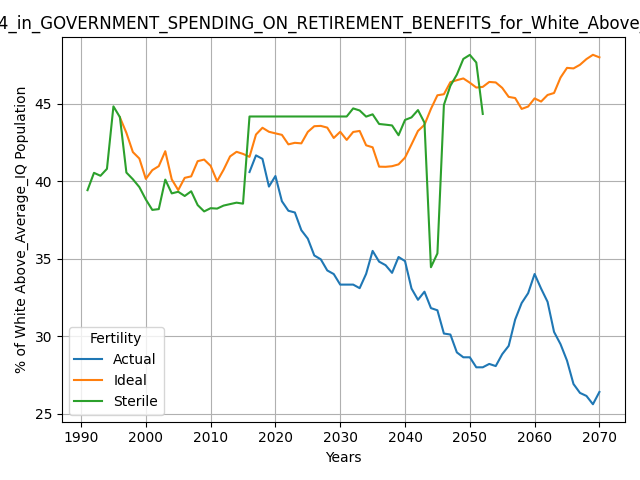 4_in_GOVERNMENT_SPENDING_ON_RETIREMENT_BENEFITS_for_White_Above_
% of White Above_Average_IQ Population
45
40
35
30
25
Fertility
Actual
Ideal
Sterile
1990 2000 2010 2020 2030 2040 2050 2060 2070
Years